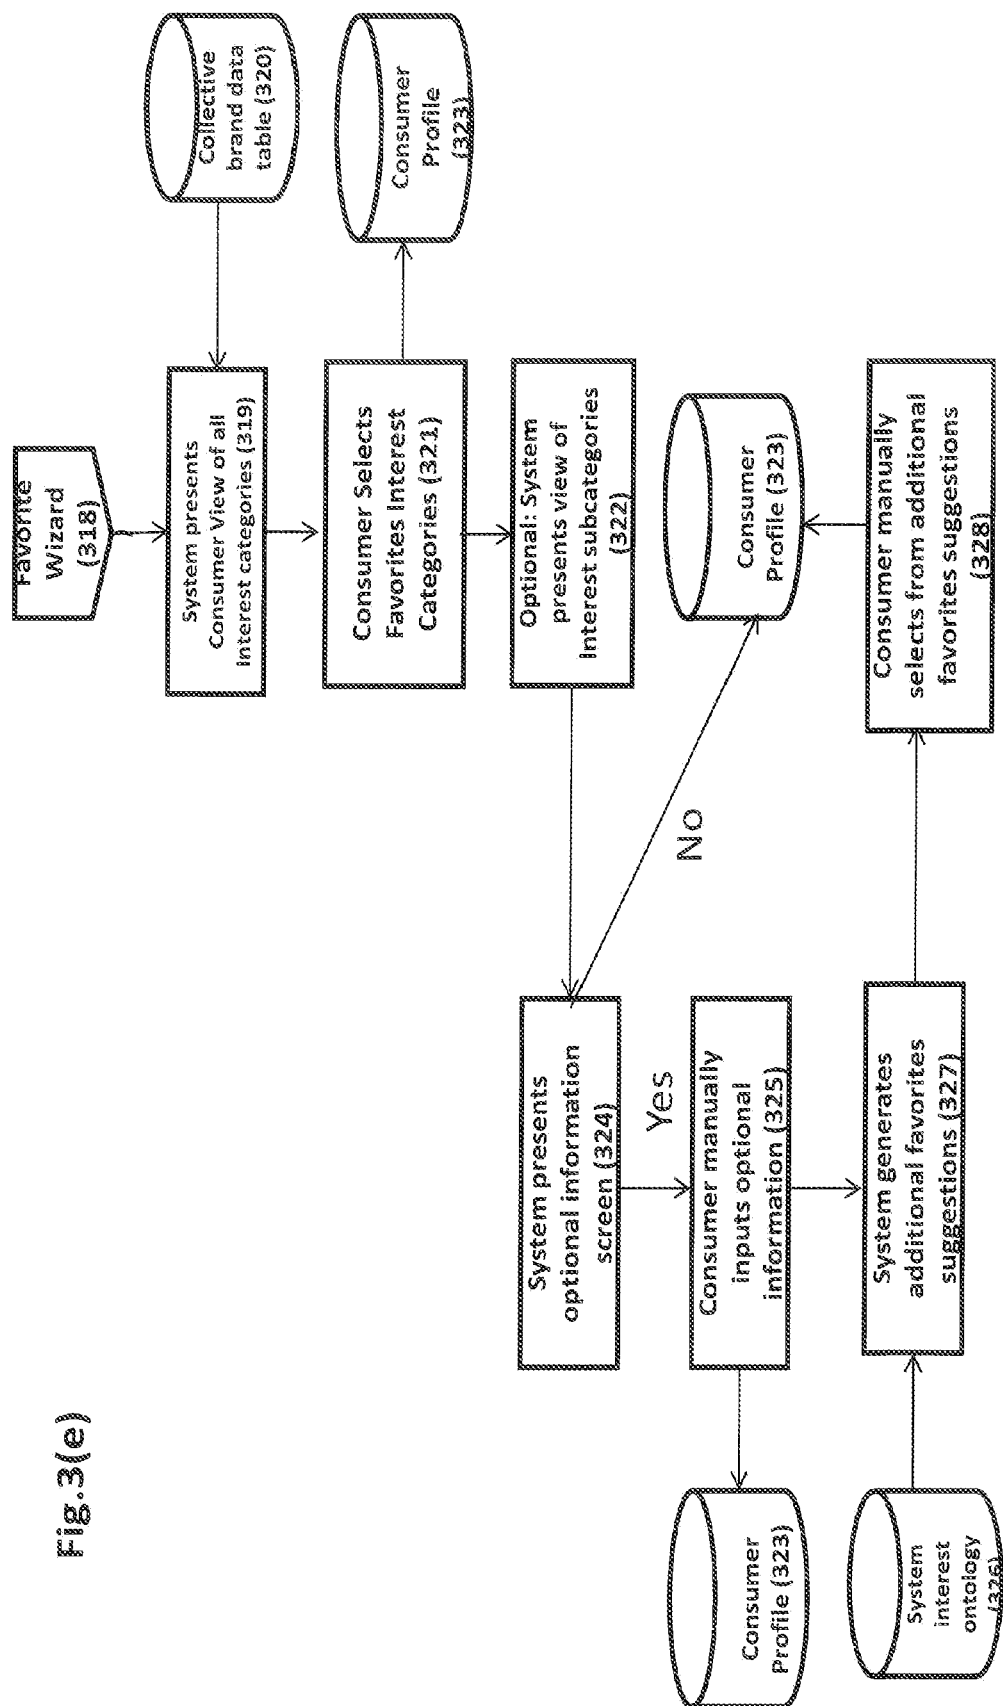 Fig.3(e)
Favorite
Wizard
(318)
System presents
Consumer View of all
Interest categories (319)
Collective
brand data
table (320)
Consumer Selects
Favorites Interest
Categories (321)
Consumer
Profile
(323)
Optional: System
presents view of
Interest subcategories
(322)
System presents
optional information
screen (324)
Yes
No
Consumer manually
inputs optional
information (325)
Consumer
Profile (323)
Consumer
Profile (323)
System
interest
ontology
(326)
System generates
additional favorites
suggestions (327)
Consumer manually
selects from additional
favorites suggestions
(328)